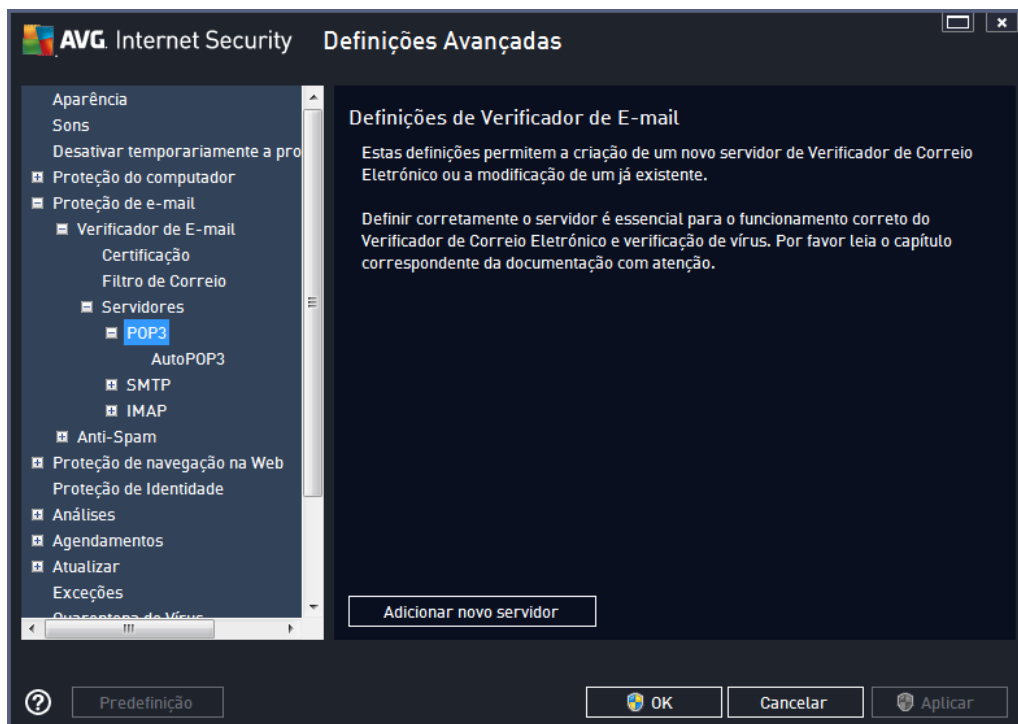 AVG. Internet Security Definições Avançadas
Aparência
Sons
Desativar temporariamente a pro
Proteção do computador
Proteção de e-mail
Verificador de E-mail
Certificação
Filtro de Correio
Servidores
POP3
AutoPOP3
SMTP
IMAP
Anti-Spam
Proteção de navegação na Web
Proteção de Identidade
Análises
Agendamentos
Atualizar
Exceções
Quarentena de Vírus
Definições de Verificador de E-mail
Estas definições permitem a criação de um novo servidor de Verificador de Correio
Eletrónico ou a modificação de um já existente.
Definir corretamente o servidor é essencial para o funcionamento correto do
Verificador de Correio Eletrónico e verificação de vírus. Por favor leia o capítulo
correspondente da documentação com atenção.
Adicionar novo servidor
Predefinição
OK
Cancelar
Aplicar